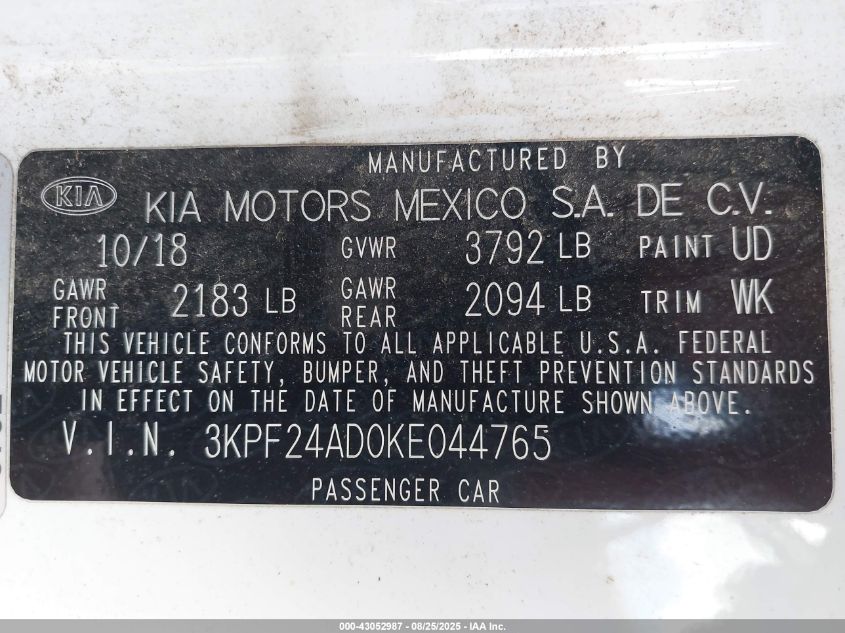 MANUFACTURED BY
KIA KIA MOTORS MEXICO S.A. DE C.V.
10/18 GVWR 3792 LB PAINT UD
GAWR FRONT 2183 LB GAWR REAR 2094 LB TRIM WK
THIS VEHICLE CONFORMS TO ALL APPLICABLE U.S.A. FEDERAL
MOTOR VEHICLE SAFETY, BUMPER, AND THEFT PREVENTION STANDARDS
IN EFFECT ON THE DATE OF MANUFACTURE SHOWN ABOVE.
V.I.N. 3KPF24AD0KE044765
PASSENGER CAR
000-43052987 - 08/25/2025 - IAA Inc.